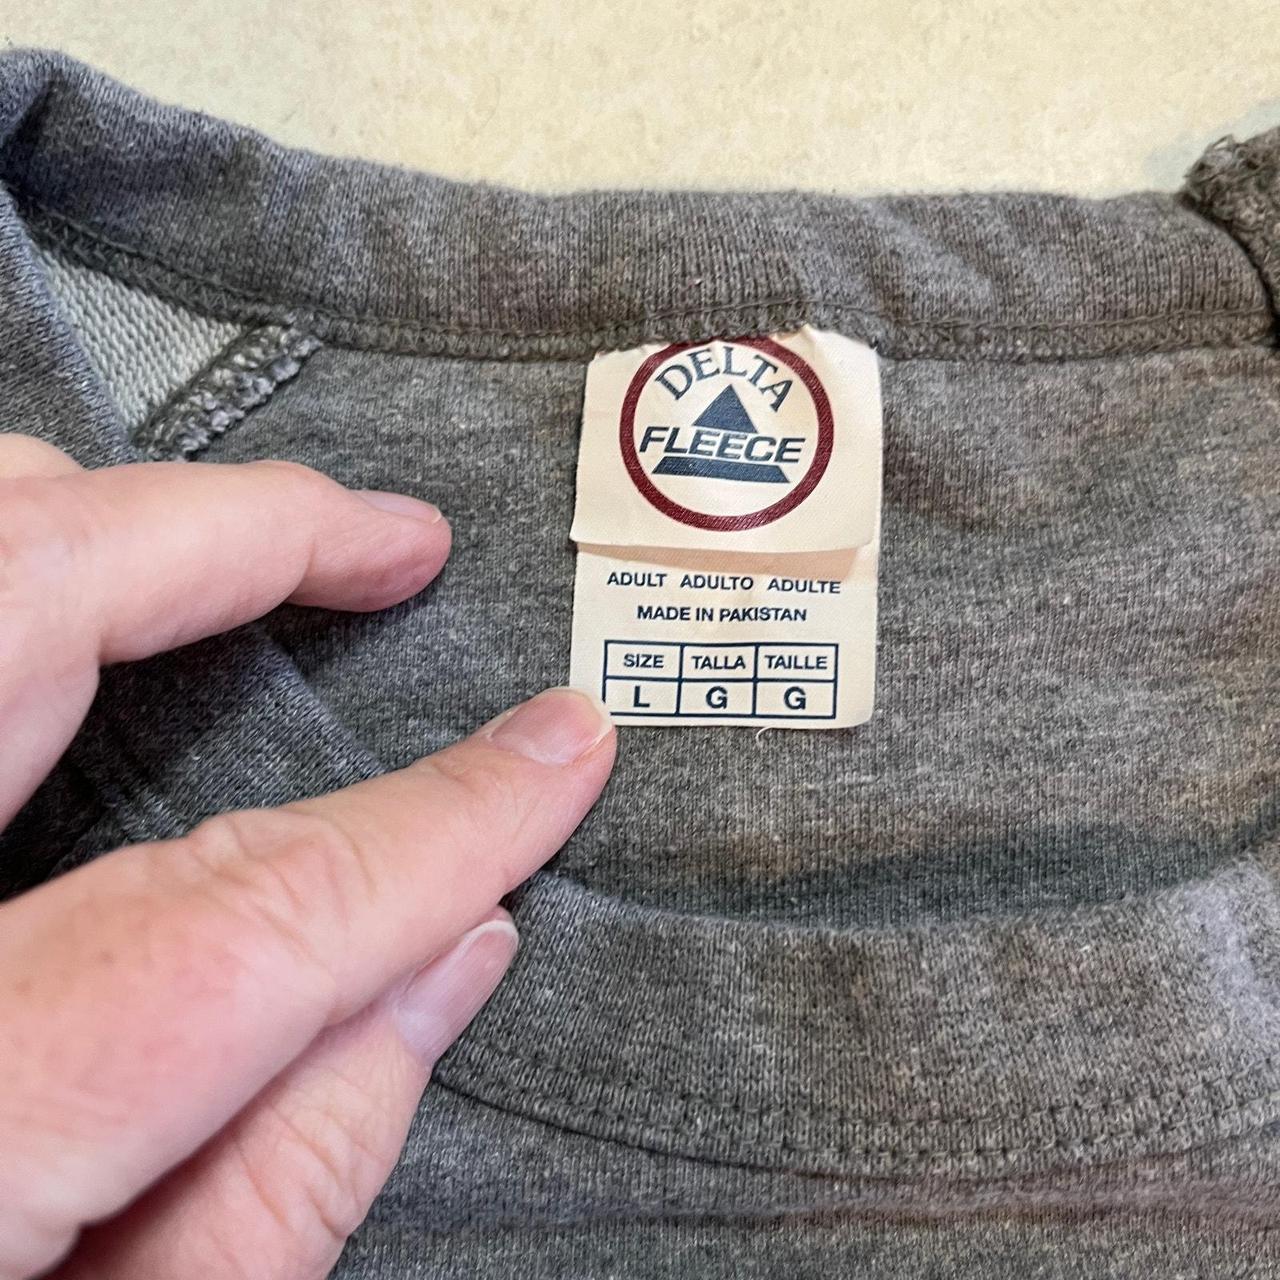 DELTA
FLEECE
ADULT ADULTO ADULTE
MADE IN PAKISTAN
SIZE TALLA TAILLE
L G G